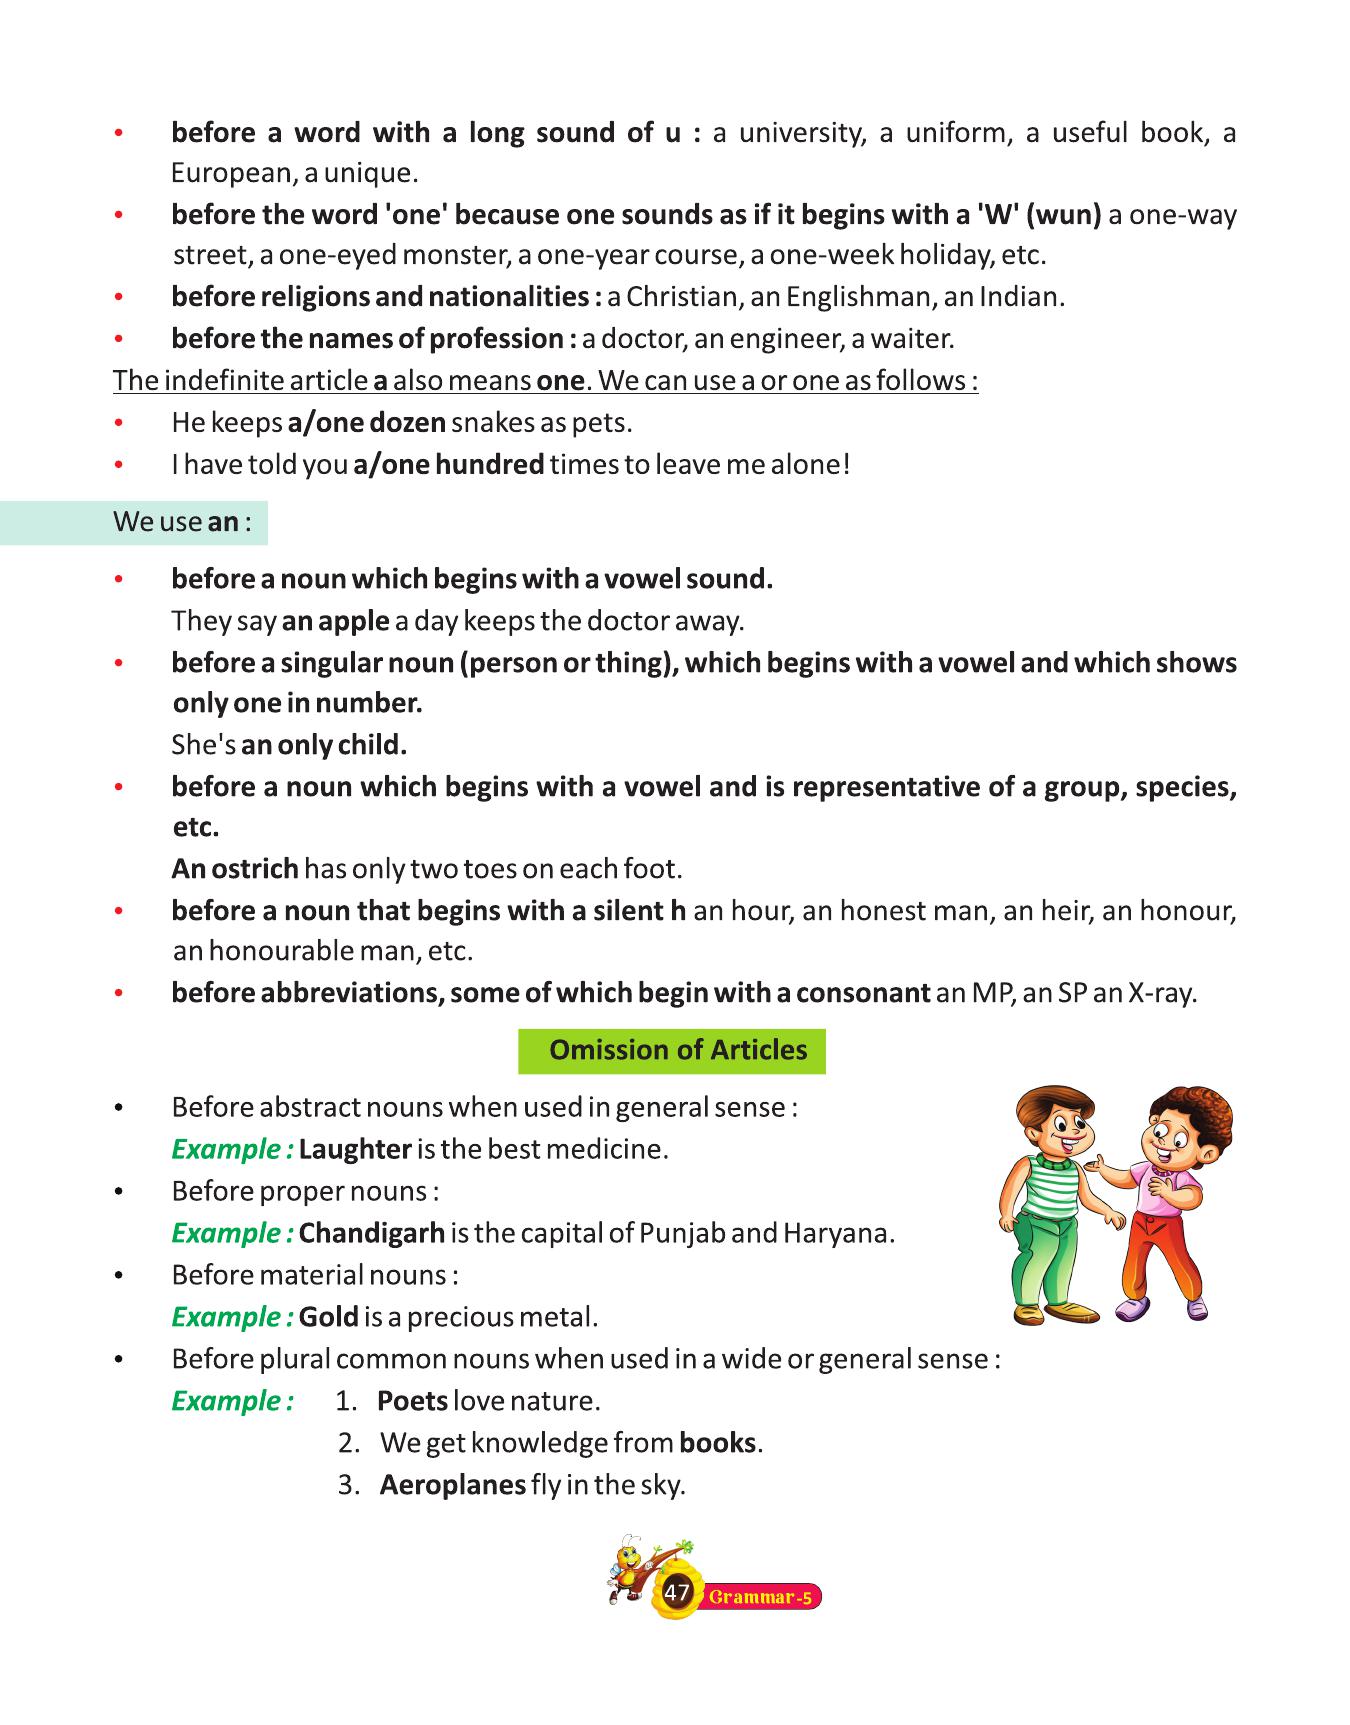 • before a word with a long sound of u : a university, a uniform, a useful book, a
European, a unique.
• before the word 'one' because one sounds as if it begins with a 'W' (wun) a one-way
street, a one-eyed monster, a one-year course, a one-week holiday, etc.
• before religions and nationalities : a Christian, an Englishman, an Indian.
• before the names of profession : a doctor, an engineer, a waiter.
The indefinite article a also means one. We can use a or one as follows :
• He keeps a/one dozen snakes as pets.
• I have told you a/one hundred times to leave me alone!
We use an :
• before a noun which begins with a vowel sound.
They say an apple a day keeps the doctor away.
• before a singular noun (person or thing), which begins with a vowel and which shows
only one in number.
She's an only child.
• before a noun which begins with a vowel and is representative of a group, species,
etc.
An ostrich has only two toes on each foot.
• before a noun that begins with a silent h an hour, an honest man, an heir, an honour,
an honourable man, etc.
• before abbreviations, some of which begin with a consonant an MP, an SP an X-ray.
Omission of Articles
• Before abstract nouns when used in general sense :
Example : Laughter is the best medicine.
• Before proper nouns :
Example : Chandigarh is the capital of Punjab and Haryana.
• Before material nouns :
Example : Gold is a precious metal.
• Before plural common nouns when used in a wide or general sense :
Example : 1. Poets love nature.
2. We get knowledge from books.
3. Aeroplanes fly in the sky.
47 Grammar-5